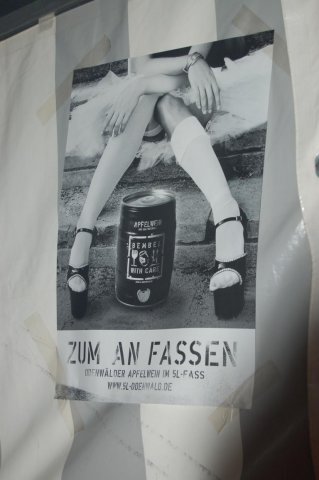 APFELWEIN
BEMBEL
WITH CARE
ZUM AN FASSEN
ODENWÄLDER APFELWEIN IM 5L-FASS
WWW.5L-ODENWALD.DE